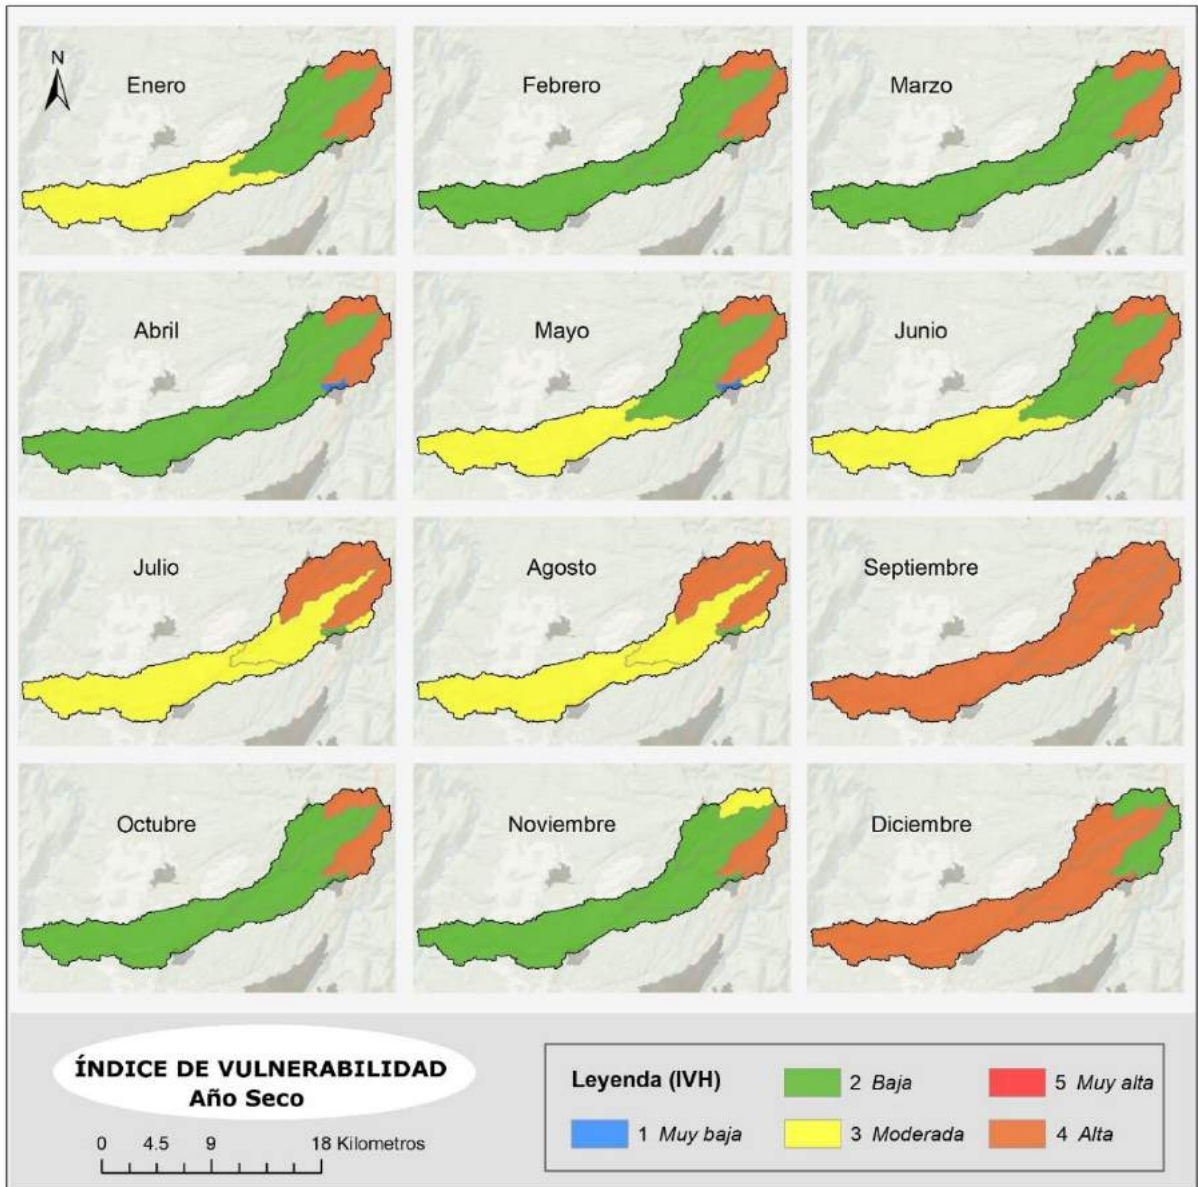 N
Enero
Febrero
Marzo
Abril
Mayo
Junio
Julio
Agosto
Septiembre
Octubre
Noviembre
Diciembre
ÍNDICE DE VULNERABILIDAD
Año Seco
0 4.5 9 18 Kilometros
Leyenda (IVH)
1 Muy baja
2 Baja
3 Moderada
5 Muy alta
4 Alta